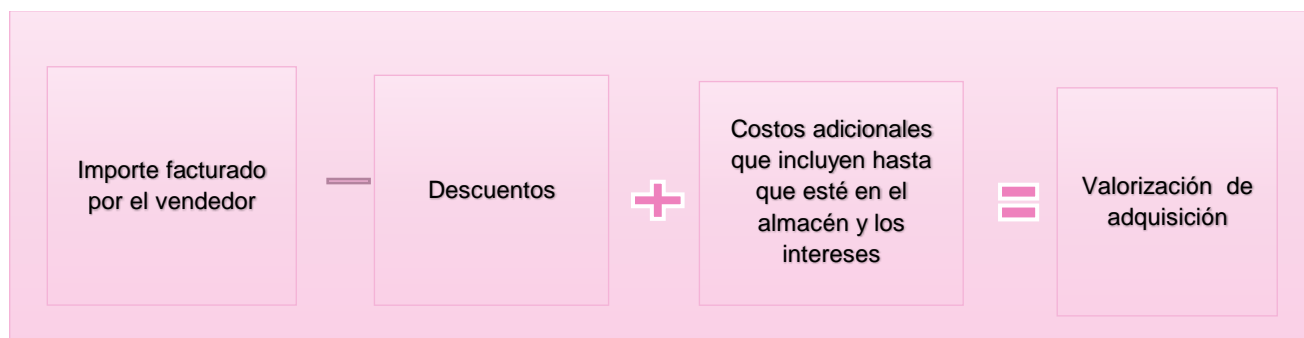 Importe facturado
por el vendedor
Descuentos
Costos adicionales
que incluyen hasta
que esté en el
almacén y los
intereses
Valorización de
adquisición